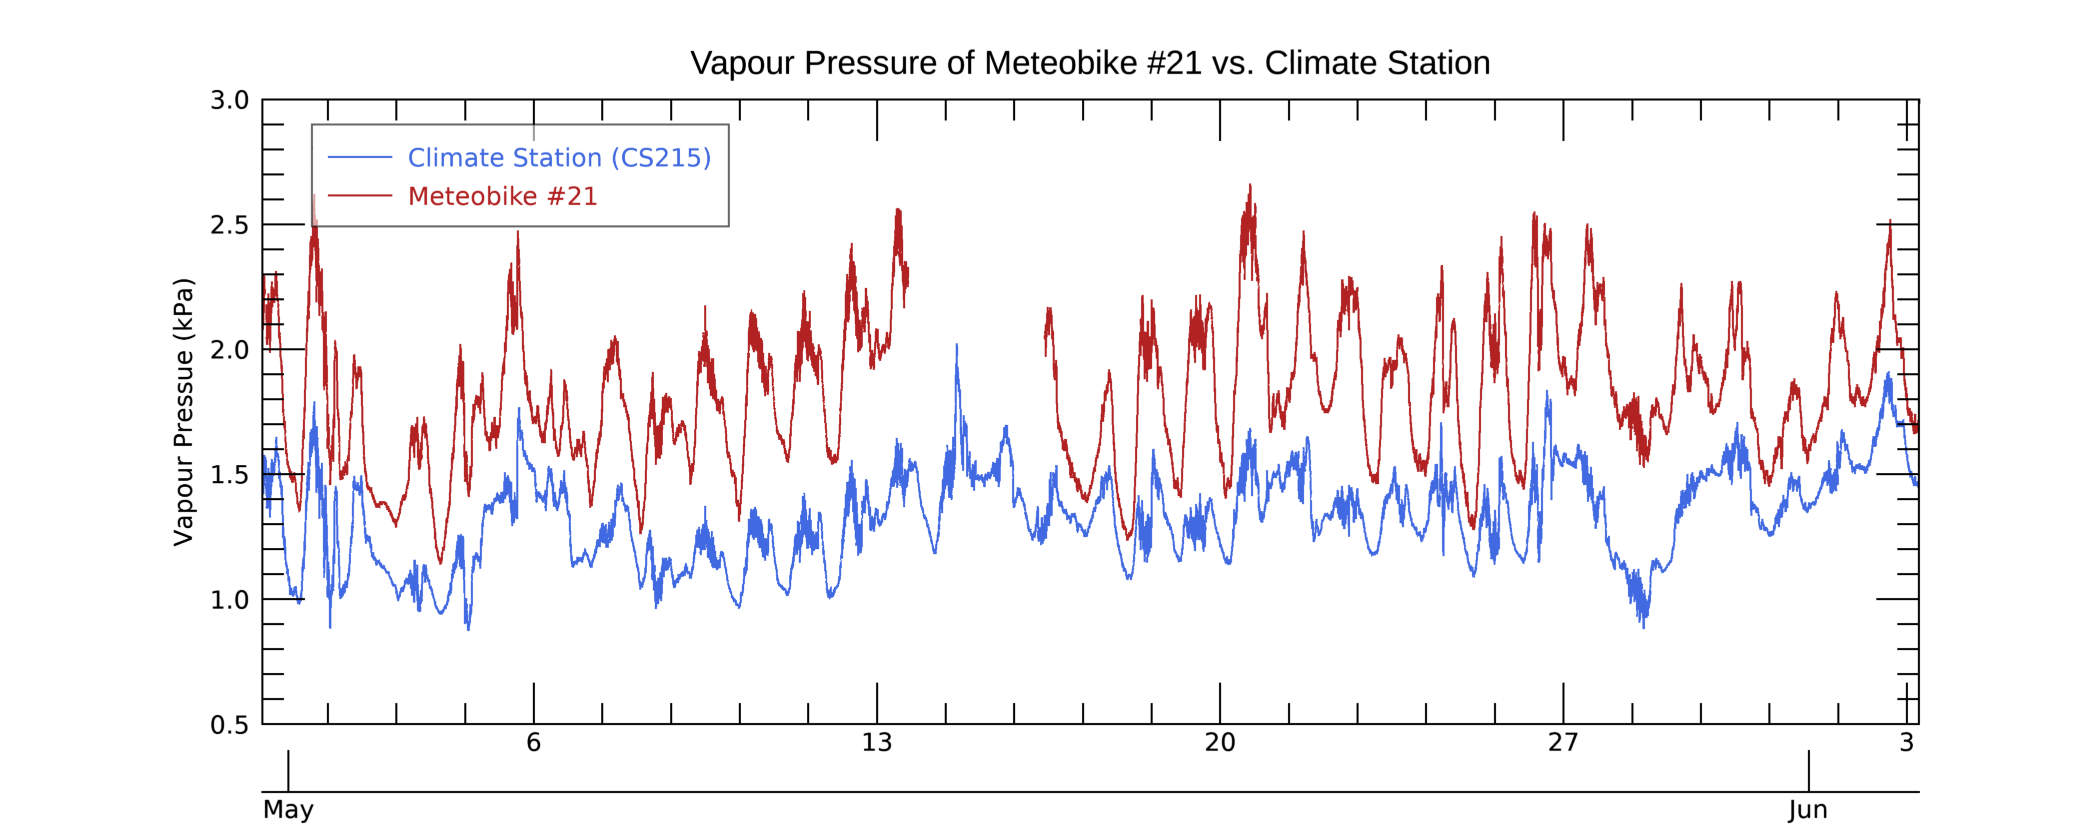 Vapour Pressure of Meteobike #21 vs. Climate Station
3.0
Climate Station (CS215)
Meteobike #21
2.5
2.0
Vapour Pressue (kPa)
1.5
1.0
0.5
6 13 20 27 3
May Jun